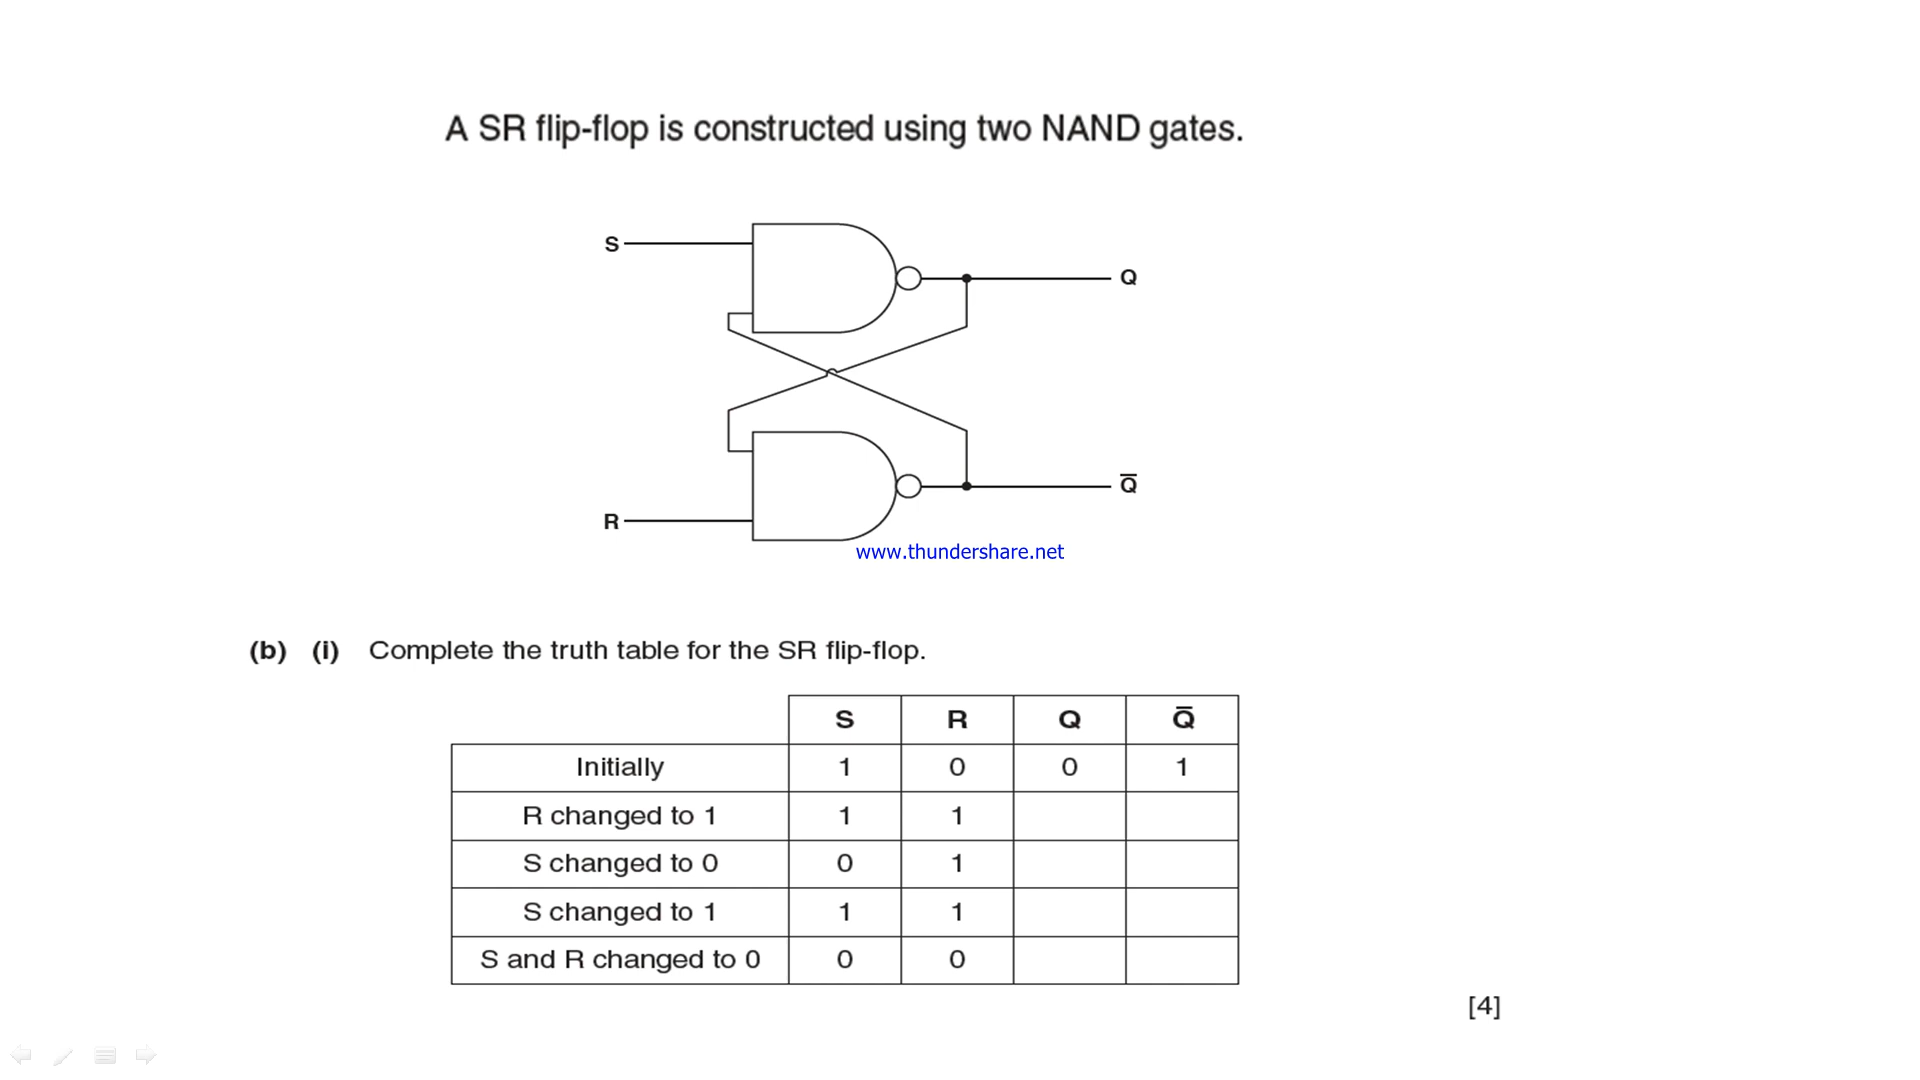 A SR flip-flop is constructed using two NAND gates.
S
Q
R
Q̅
www.thundershare.net
(b) (i) Complete the truth table for the SR flip-flop.
S R Q Q̅
Initially 1 0 0 1
R changed to 1 1 1
S changed to 0 0 1
S changed to 1 1 1
S and R changed to 0 0 0
[4]